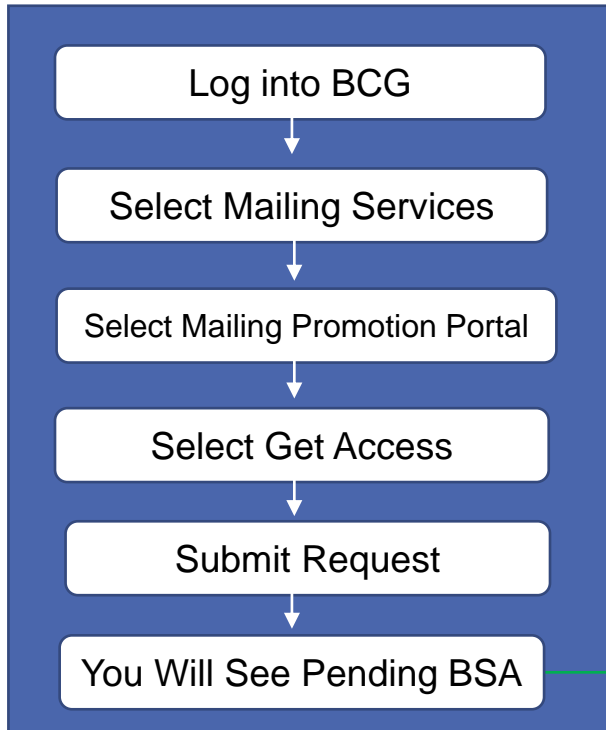 Log into BCG
Select Mailing Services
Select Mailing Promotion Portal
Select Get Access
Submit Request
You Will See Pending BSA